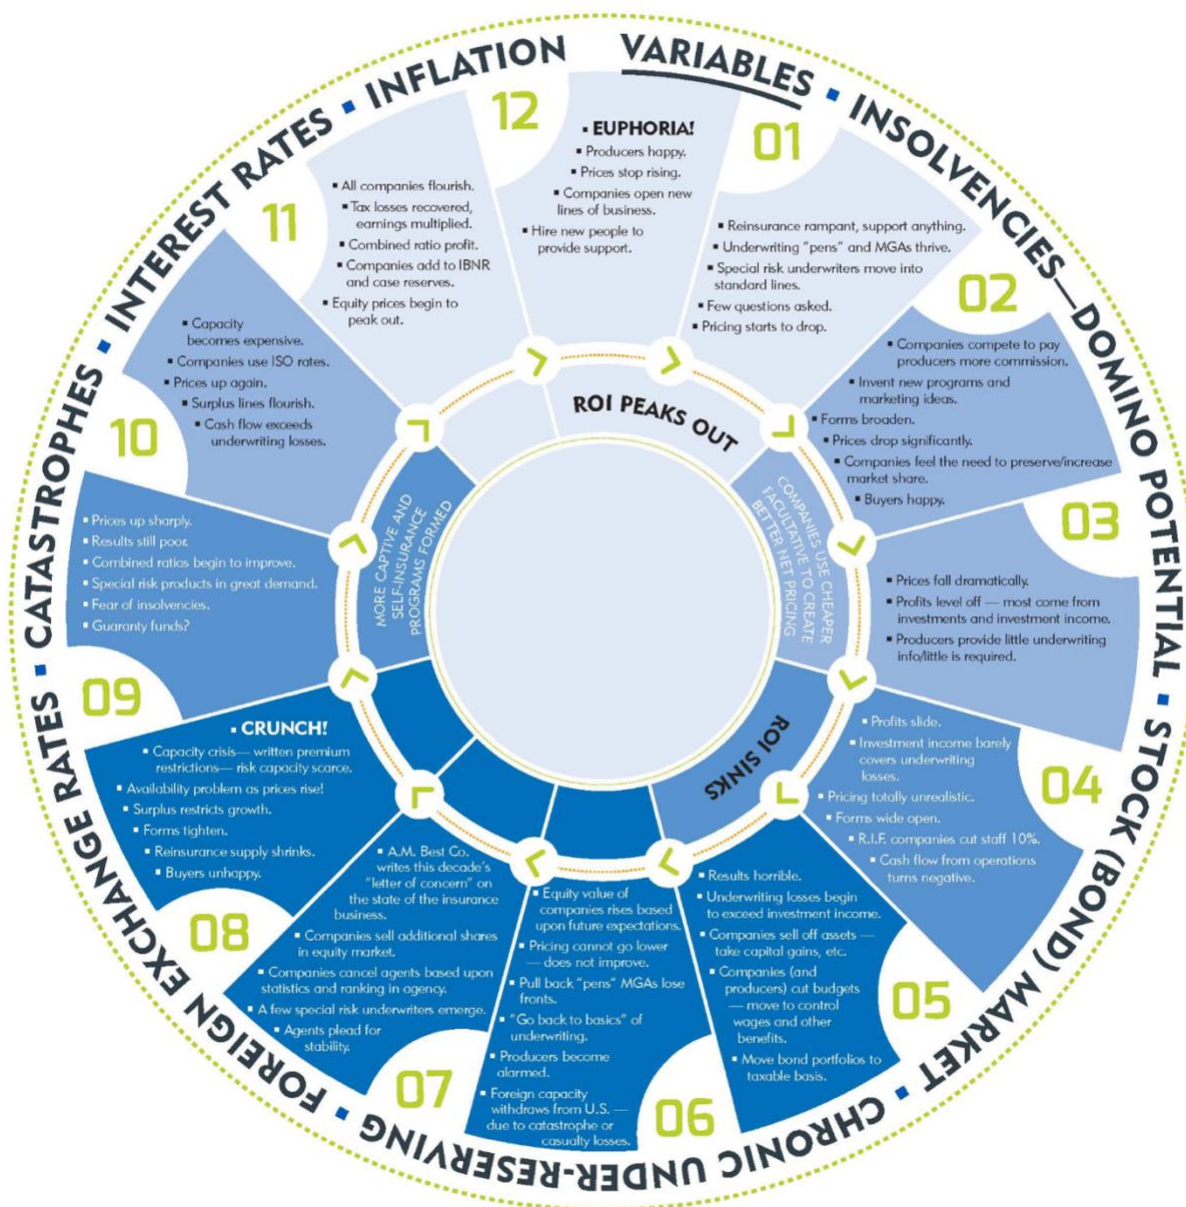 VARIABLES ▪ INSOLVENCIES—DOMINO POTENTIAL ▪ STOCK (BOND) MARKET ▪ CHRONIC UNDER-RESERVING ▪ FOREIGN EXCHANGE RATES ▪ CATASTROPHES ▪ INTEREST RATES ▪ INFLATION
12
▪ EUPHORIA!
▪ Producers happy.
▪ Prices stop rising.
▪ Companies open new
lines of business.
▪ Hire new people to
provide support.
01
▪ Reinsurance rampant, support anything.
▪ Underwriting "pens" and MGAs thrive.
▪ Special risk underwriters move into
standard lines.
▪ Few questions asked.
▪ Pricing starts to drop.
02
▪ Companies compete to pay
producers more commission.
▪ Invent new programs and
marketing ideas.
▪ Forms broaden.
▪ Prices drop significantly.
▪ Companies feel the need to preserve/increase
market share.
▪ Buyers happy.
03
▪ Prices fall dramatically.
▪ Profits level off — most come from
investments and investment income.
▪ Producers provide little underwriting
info/little is required.
04
▪ Profits slide.
▪ Investment income barely
covers underwriting
losses.
▪ Pricing totally unrealistic.
▪ Forms wide open.
▪ R.I.F. companies cut staff 10%.
▪ Cash flow from operations
turns negative.
05
▪ Results horrible.
▪ Underwriting losses begin
to exceed investment income.
▪ Companies sell off assets —
take capital gains, etc.
▪ Companies (and
producers) cut budgets
— move to control
wages and other
benefits.
▪ Move bond portfolios to
taxable basis.
06
▪ Equity value of
companies rises based
upon future expectations.
▪ Pricing cannot go lower
— does not improve.
▪ Pull back "pens" MGAs lose
fronts.
▪ "Go back to basics" of
underwriting.
▪ Producers become
alarmed.
▪ Foreign capacity
withdraws from U.S. —
due to catastrophe or
casualty losses.
07
▪ A.M. Best Co.
writes this decade's
"letter of concern" on
the state of the insurance
business.
▪ Companies sell additional shares
in equity market.
▪ Companies cancel agents based upon
statistics and ranking in agency.
▪ A few special risk underwriters emerge.
▪ Agents plead for
stability.
08
▪ CRUNCH!
▪ Capacity crisis— written premium
restrictions— risk capacity scarce.
▪ Availability problem as prices rise!
▪ Surplus restricts growth.
▪ Forms tighten.
▪ Reinsurance supply shrinks.
▪ Buyers unhappy.
09
▪ Prices up sharply.
▪ Results still poor.
▪ Combined ratios begin to improve.
▪ Special risk products in great demand.
▪ Fear of insolvencies.
▪ Guaranty funds?
10
▪ Capacity
becomes expensive.
▪ Companies use ISO rates.
▪ Prices up again.
▪ Surplus lines flourish.
▪ Cash flow exceeds
underwriting losses.
11
▪ All companies flourish.
▪ Tax losses recovered,
earnings multiplied.
▪ Combined ratio profit.
▪ Companies add to IBNR
and case reserves.
▪ Equity prices begin to
peak out.
ROI PEAKS OUT
COMPANIES USE CHEAPER
FACULTATIVE TO CREATE
BETTER NET PRICING
ROI SINKS
MORE CAPTIVE AND
SELF-INSURANCE
PROGRAMS FORMED